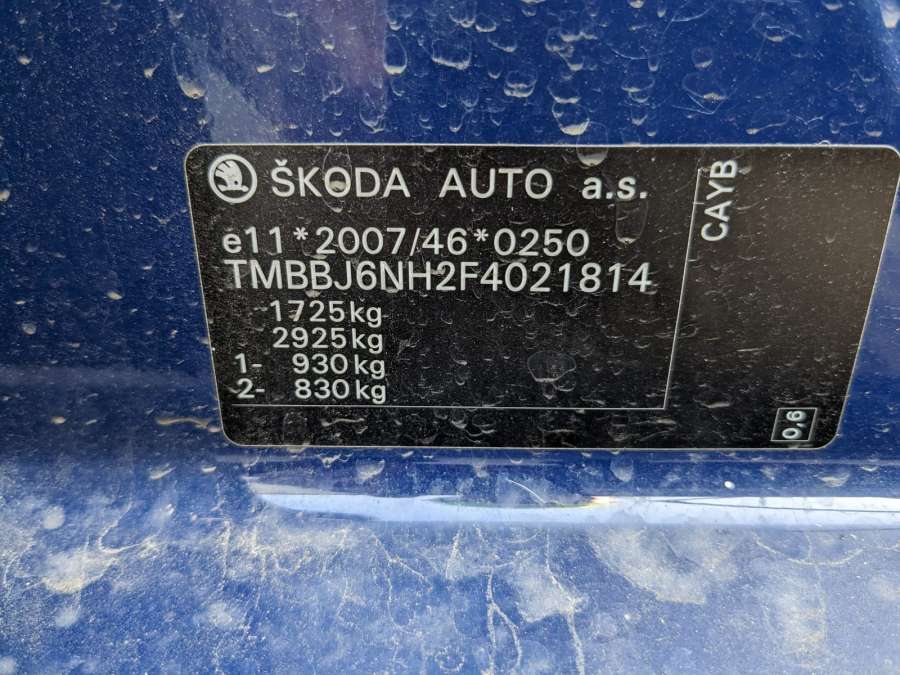 ŠKODA AUTO a.s.
e11*2007/46*0250
TMBBJ6NH2F4021814
1725kg
2925kg
1- 930kg
2- 830kg
CAYB
0,6